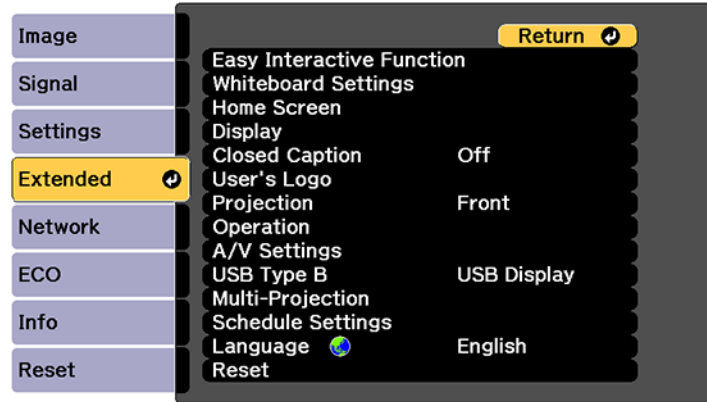 Image
Signal
Settings
Extended
Network
ECO
Info
Reset
Return
Easy Interactive Function
Whiteboard Settings
Home Screen
Display
Closed Caption Off
User's Logo
Projection Front
Operation
A/V Settings
USB Type B USB Display
Multi-Projection
Schedule Settings
Language English
Reset